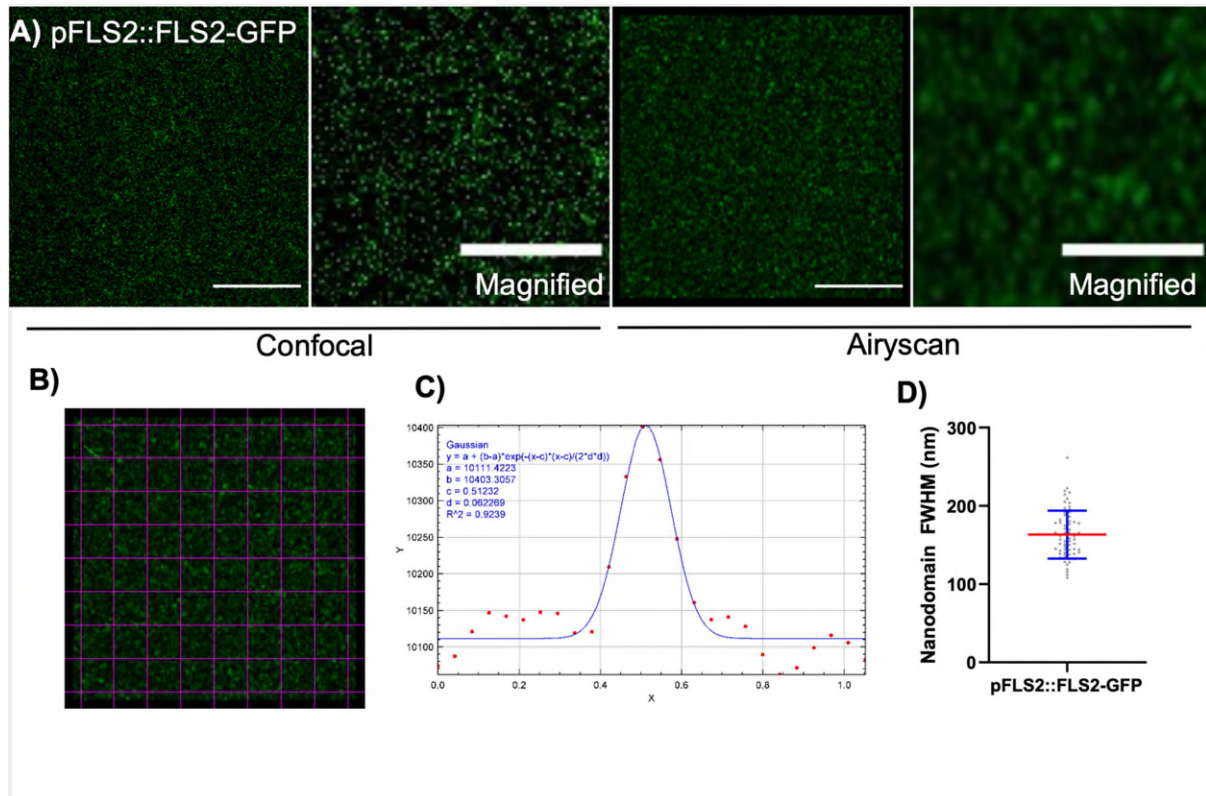 A) pFLS2::FLS2-GFP
Magnified
Magnified
Confocal
Airyscan
B)
C)
10400
10350
10300
10250
10200
10150
10100
Y
Gaussian
y = a + (b-a)*exp(-(x-c)*(x-c)/(2*d*d))
a = 10111.4223
b = 10403.3057
c = 0.51232
d = 0.062269
R^2 = 0.9239
0.0
0.2
0.4
0.6
0.8
1.0
X
D)
Nanodomain FWHM (nm)
300
200
100
0
pFLS2::FLS2-GFP